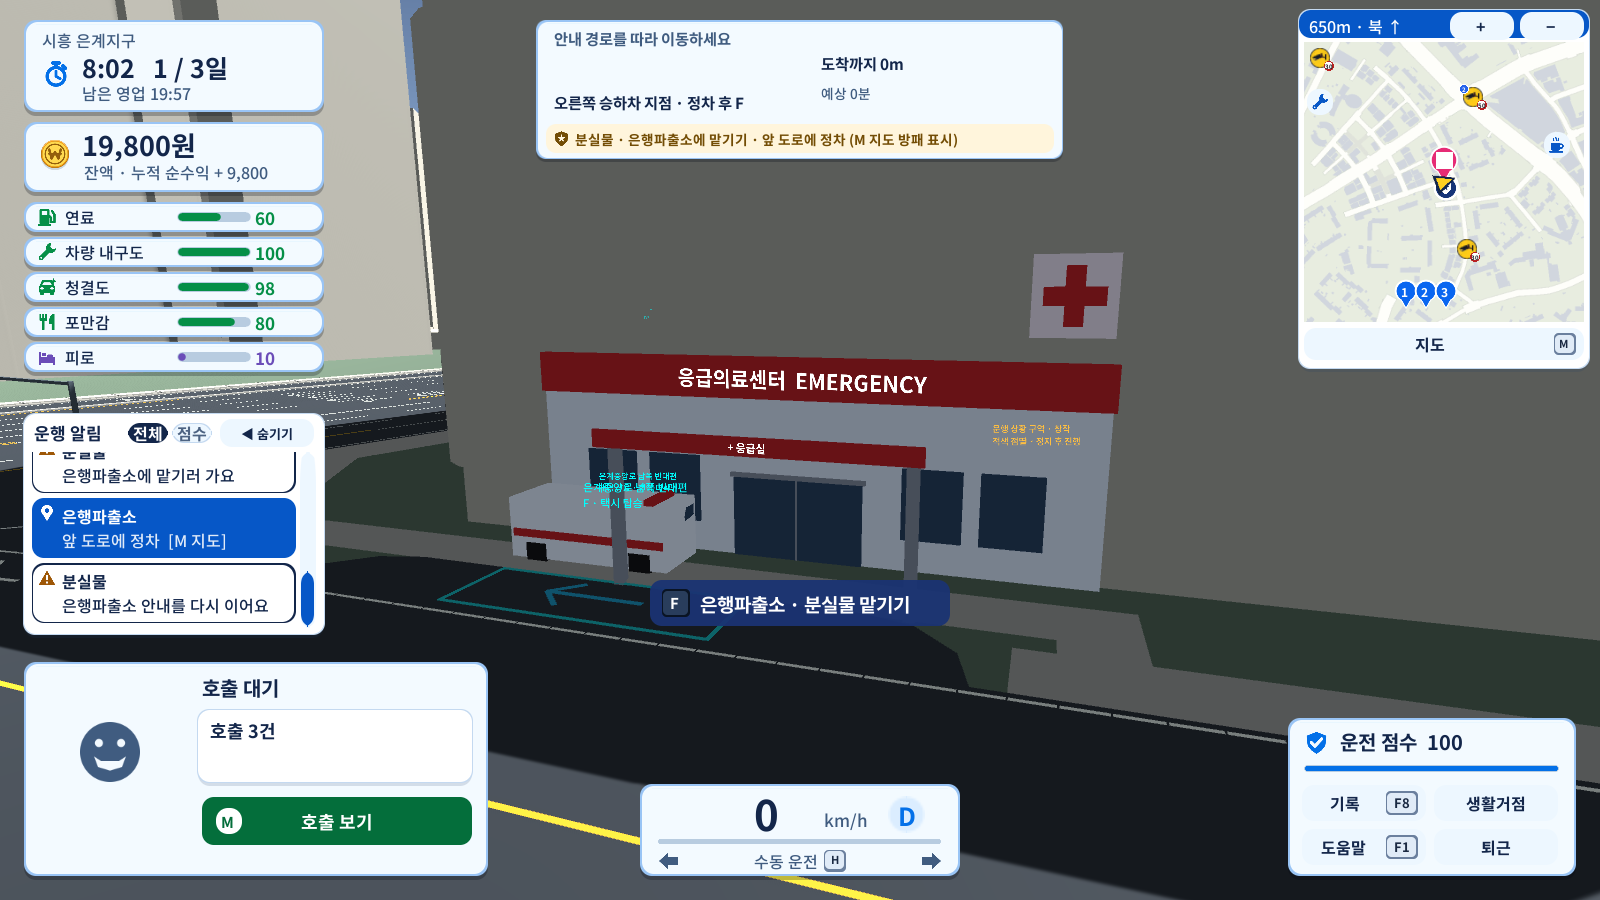 시흥 은계지구
8:02 1 / 3일
남은 영업 19:57
19,800원
잔액 · 누적 순수익 + 9,800
연료 60
차량 내구도 100
청결도 98
포만감 80
피로 10
운행 알림 전체 점수 ◀ 숨기기
분실물
은행파출소에 맡기러 가요
은행파출소
앞 도로에 정차 [M 지도]
분실물
은행파출소 안내를 다시 이어요
호출 대기
호출 3건
M 호출 보기
안내 경로를 따라 이동하세요
도착까지 0m
예상 0분
오른쪽 승하차 지점 · 정차 후 F
분실물 · 은행파출소에 맡기기 · 앞 도로에 정차 (M 지도 방패 표시)
응급의료센터 EMERGENCY
+ 응급실
F · 택시 탑승
F 은행파출소 · 분실물 맡기기
0 km/h D
수동 운전 H
650m · 북 ↑ + −
1 2 3
지도 M
운전 점수 100
기록 F8 생활거점
도움말 F1 퇴근